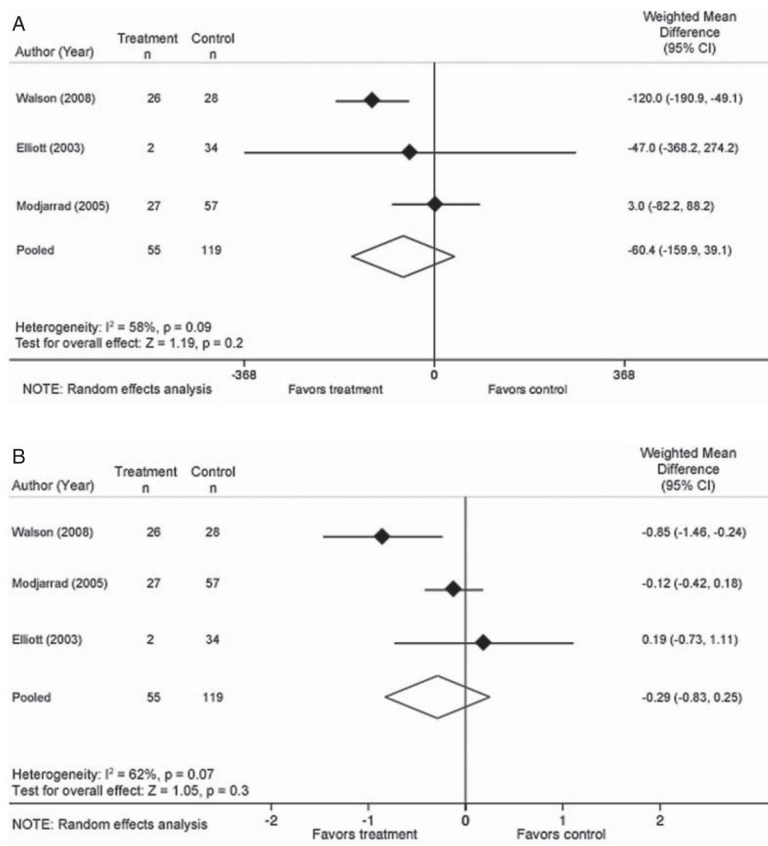 A
Author (Year) Treatment n Control n Weighted Mean Difference (95% CI)
Walson (2008) 26 28 -120.0 (-190.9, -49.1)
Elliott (2003) 2 34 -47.0 (-368.2, 274.2)
Modjarrad (2005) 27 57 3.0 (-82.2, 88.2)
Pooled 55 119 -60.4 (-159.9, 39.1)
Heterogeneity: I² = 58%, p = 0.09
Test for overall effect: Z = 1.19, p = 0.2
-368 0 368
NOTE: Random effects analysis Favors treatment Favors control
B
Author (Year) Treatment n Control n Weighted Mean Difference (95% CI)
Walson (2008) 26 28 -0.85 (-1.46, -0.24)
Modjarrad (2005) 27 57 -0.12 (-0.42, 0.18)
Elliott (2003) 2 34 0.19 (-0.73, 1.11)
Pooled 55 119 -0.29 (-0.83, 0.25)
Heterogeneity: I² = 62%, p = 0.07
Test for overall effect: Z = 1.05, p = 0.3
-2 -1 0 1 2
NOTE: Random effects analysis Favors treatment Favors control